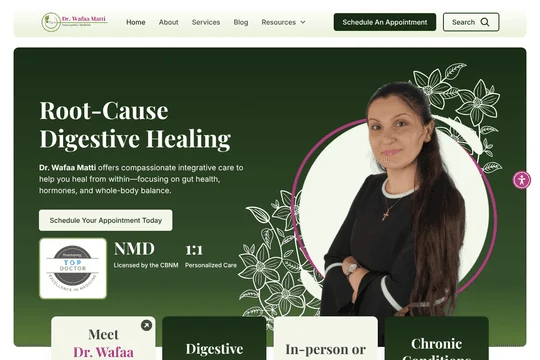 Dr. Wafaa Matti
Home
About
Services
Blog
Resources
Schedule An Appointment
Search
Root-Cause
Digestive Healing
Dr. Wafaa Matti offers compassionate integrative care to
help you heal from within—focusing on gut health,
hormones, and whole-body balance.
Schedule Your Appointment Today
TOP
DOCTOR
EXCELLENCE IN MEDICINE
NMD
Licensed by the CBNM
1:1
Personalized Care
Meet
Dr. Wafaa
Digestive
In-person or
Chronic
Conditions